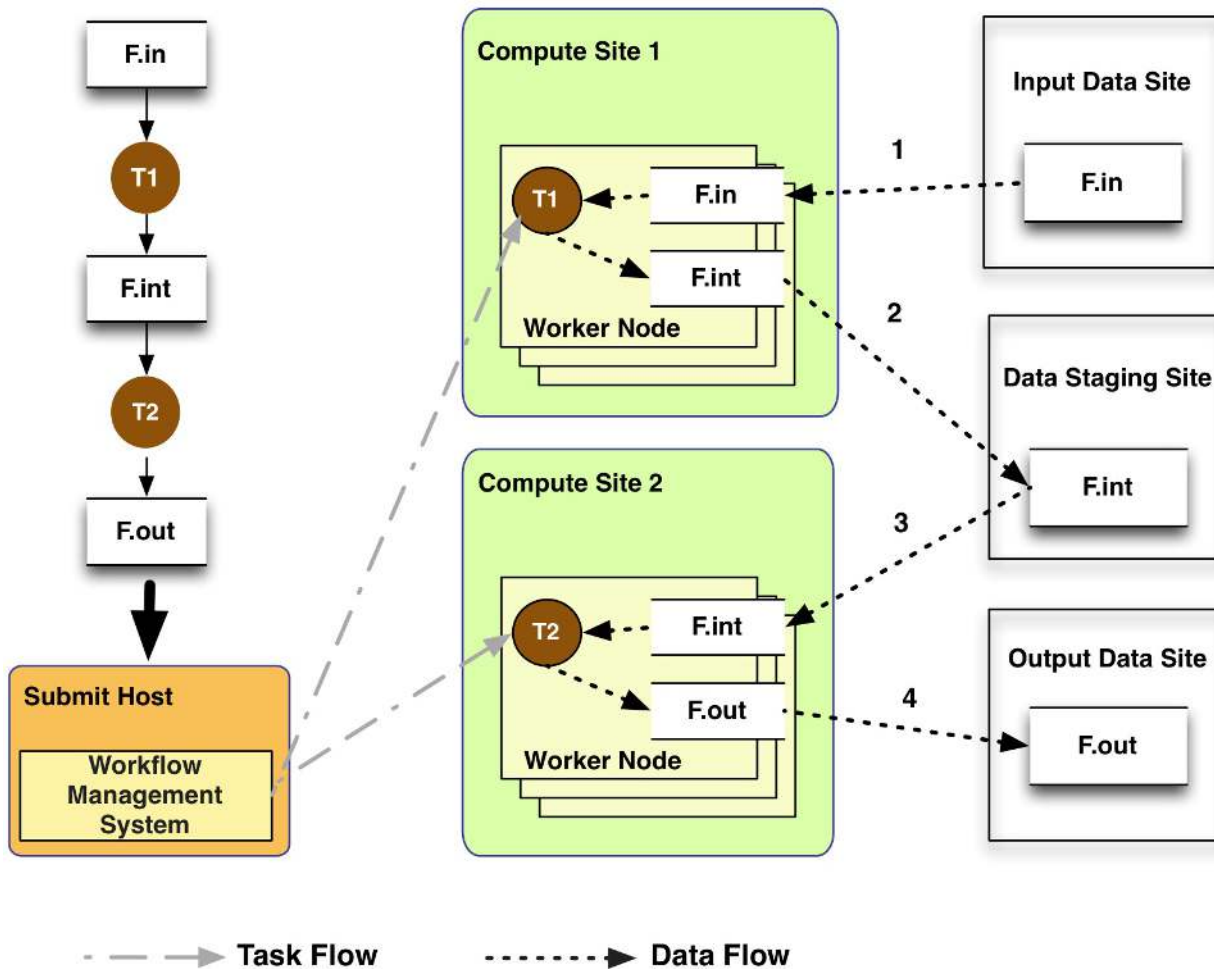 F.in
T1
F.int
T2
F.out
Submit Host
Workflow
Management
System
Compute Site 1
T1
F.in
F.int
Worker Node
Compute Site 2
T2
F.int
F.out
Worker Node
1
2
3
4
Input Data Site
F.in
Data Staging Site
F.int
Output Data Site
F.out
Task Flow
Data Flow